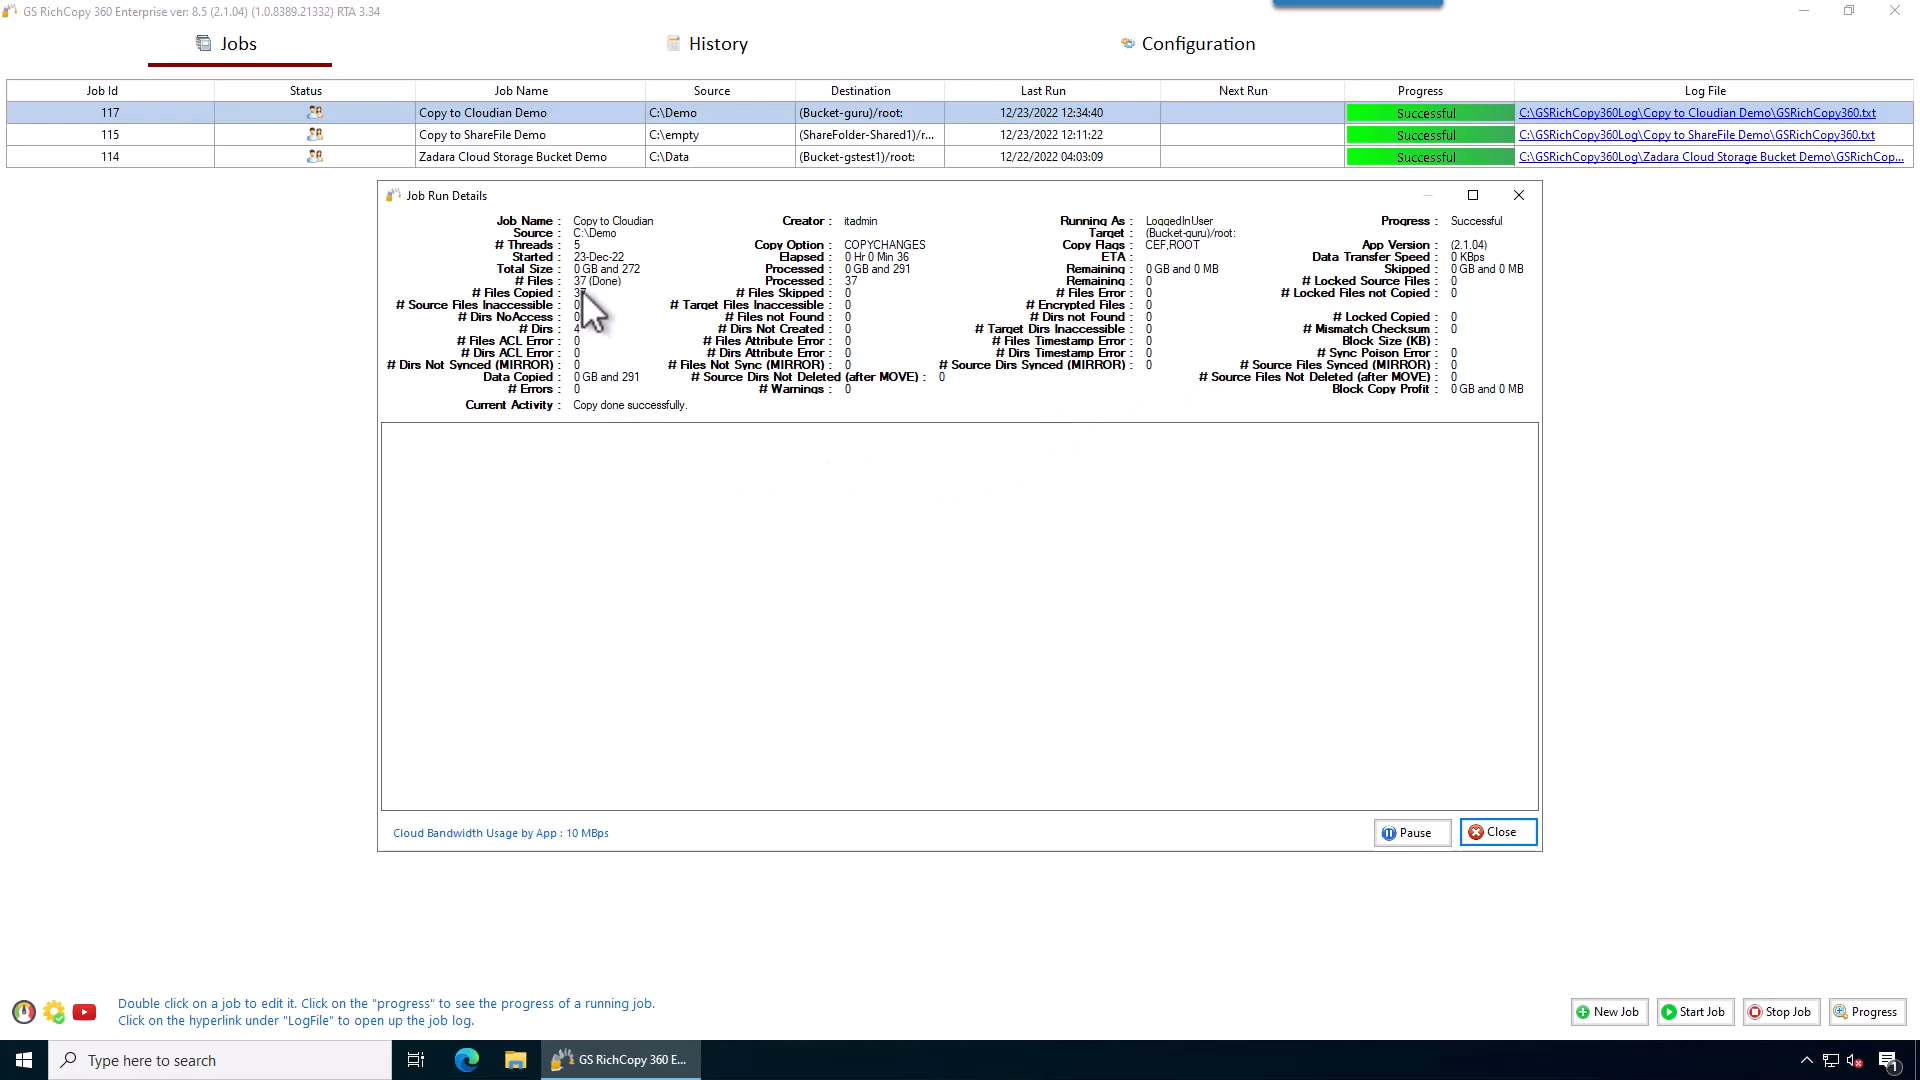 GS RichCopy 360 Enterprise ver: 8.5 (2.1.04) (1.0.8389.21332) RTA 3.34
Jobs History Configuration
Job Id Status Job Name Source Destination Last Run Next Run Progress Log File
117 Copy to Cloudian Demo C:\Demo (Bucket-guru)/root: 12/23/2022 12:34:40 Successful C:\GSRichCopy360Log\Copy to Cloudian Demo\GSRichCopy360.txt
115 Copy to ShareFile Demo C:\empty (ShareFolder-Shared1)/r... 12/23/2022 12:11:22 Successful C:\GSRichCopy360Log\Copy to ShareFile Demo\GSRichCopy360.txt
114 Zadara Cloud Storage Bucket Demo C:\Data (Bucket-gstest1)/root: 12/22/2022 04:03:09 Successful C:\GSRichCopy360Log\Zadara Cloud Storage Bucket Demo\GSRichCop...
Job Run Details
Job Name : Copy to Cloudian Creator : itadmin Running As : LoggedInUser Progress : Successful
Source : C:\Demo Target : (Bucket-guru)/root:
# Threads : 5 Copy Option : COPYCHANGES Copy Flags : CEF,ROOT App Version : (2.1.04)
Started : 23-Dec-22 Elapsed : 0 Hr 0 Min 36 ETA : Data Transfer Speed : 0 KBps
Total Size : 0 GB and 272 Processed : 0 GB and 291 Remaining : 0 GB and 0 MB Skipped : 0 GB and 0 MB
# Files : 37 (Done) Processed : 37 Remaining : 0 # Locked Source Files : 0
# Files Copied : 37 # Files Skipped : 0 # Files Error : 0 # Locked Files not Copied : 0
# Source Files Inaccessible : 0 # Target Files Inaccessible : 0 # Encrypted Files : 0
# Dirs NoAccess : 0 # Files not Found : 0 # Dirs not Found : 0 # Locked Copied : 0
# Dirs : 4 # Dirs Not Created : 0 # Target Dirs Inaccessible : 0 # Mismatch Checksum : 0
# Files ACL Error : 0 # Files Attribute Error : 0 # Files Timestamp Error : 0 Block Size (KB) :
# Dirs ACL Error : 0 # Dirs Attribute Error : 0 # Dirs Timestamp Error : 0 # Sync Poison Error : 0
# Dirs Not Synced (MIRROR) : 0 # Files Not Sync (MIRROR) : 0 # Source Dirs Synced (MIRROR) : 0 # Source Files Synced (MIRROR) : 0
Data Copied : 0 GB and 291 # Source Dirs Not Deleted (after MOVE) : 0 # Source Files Not Deleted (after MOVE) : 0
# Errors : 0 # Warnings : 0 Block Copy Profit : 0 GB and 0 MB
Current Activity : Copy done successfully.
Cloud Bandwidth Usage by App : 10 MBps Pause Close
Double click on a job to edit it. Click on the "progress" to see the progress of a running job.
Click on the hyperlink under "LogFile" to open up the job log.
New Job Start Job Stop Job Progress
Type here to search GS RichCopy 360 E... 1